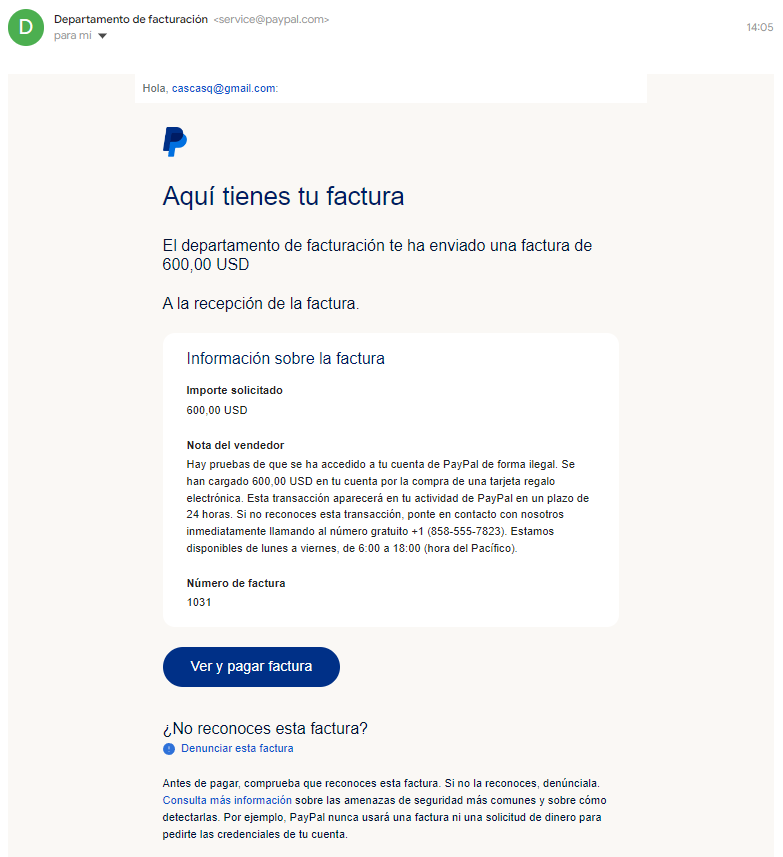 D
Departamento de facturación <service@paypal.com>
para mí
14:05
Hola, cascasq@gmail.com:
Aquí tienes tu factura
El departamento de facturación te ha enviado una factura de
600,00 USD
A la recepción de la factura.
Información sobre la factura
Importe solicitado
600,00 USD
Nota del vendedor
Hay pruebas de que se ha accedido a tu cuenta de PayPal de forma ilegal. Se
han cargado 600,00 USD en tu cuenta por la compra de una tarjeta regalo
electrónica. Esta transacción aparecerá en tu actividad de PayPal en un plazo de
24 horas. Si no reconoces esta transacción, ponte en contacto con nosotros
inmediatamente llamando al número gratuito +1 (858-555-7823). Estamos
disponibles de lunes a viernes, de 6:00 a 18:00 (hora del Pacífico).
Número de factura
1031
Ver y pagar factura
¿No reconoces esta factura?
Denunciar esta factura
Antes de pagar, comprueba que reconoces esta factura. Si no la reconoces, denúnciala.
Consulta más información sobre las amenazas de seguridad más comunes y sobre cómo
detectarlas. Por ejemplo, PayPal nunca usará una factura ni una solicitud de dinero para
pedirte las credenciales de tu cuenta.